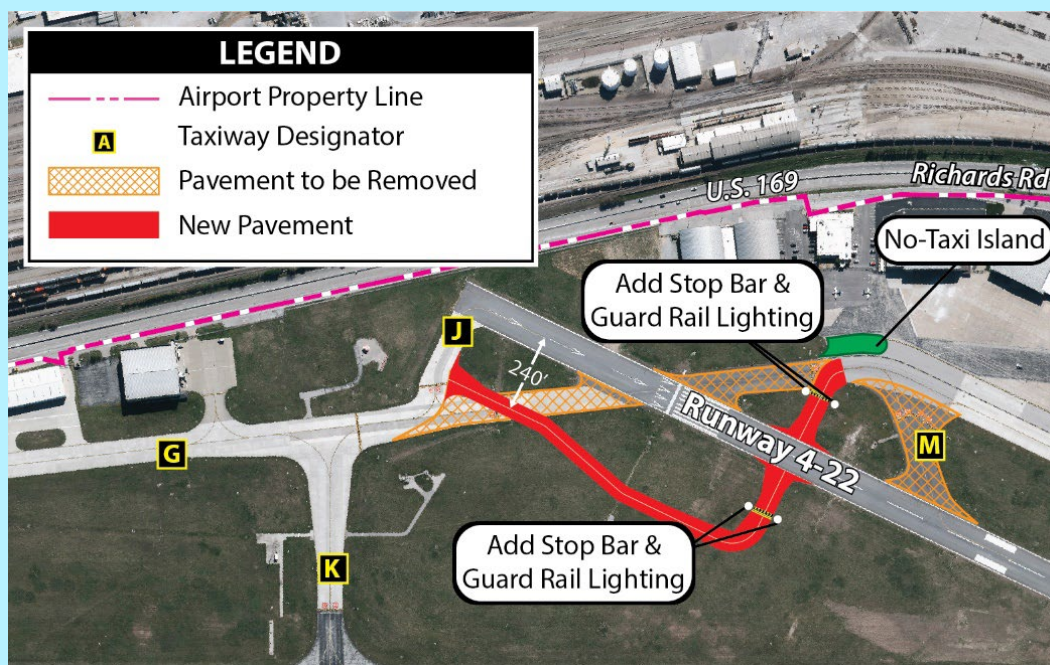 LEGEND
Airport Property Line
A
Taxiway Designator
Pavement to be Removed
New Pavement
U.S. 169
Richards Rd
No-Taxi Island
Add Stop Bar &
Guard Rail Lighting
J
240'
Runway 4-22
G
M
K
Add Stop Bar &
Guard Rail Lighting